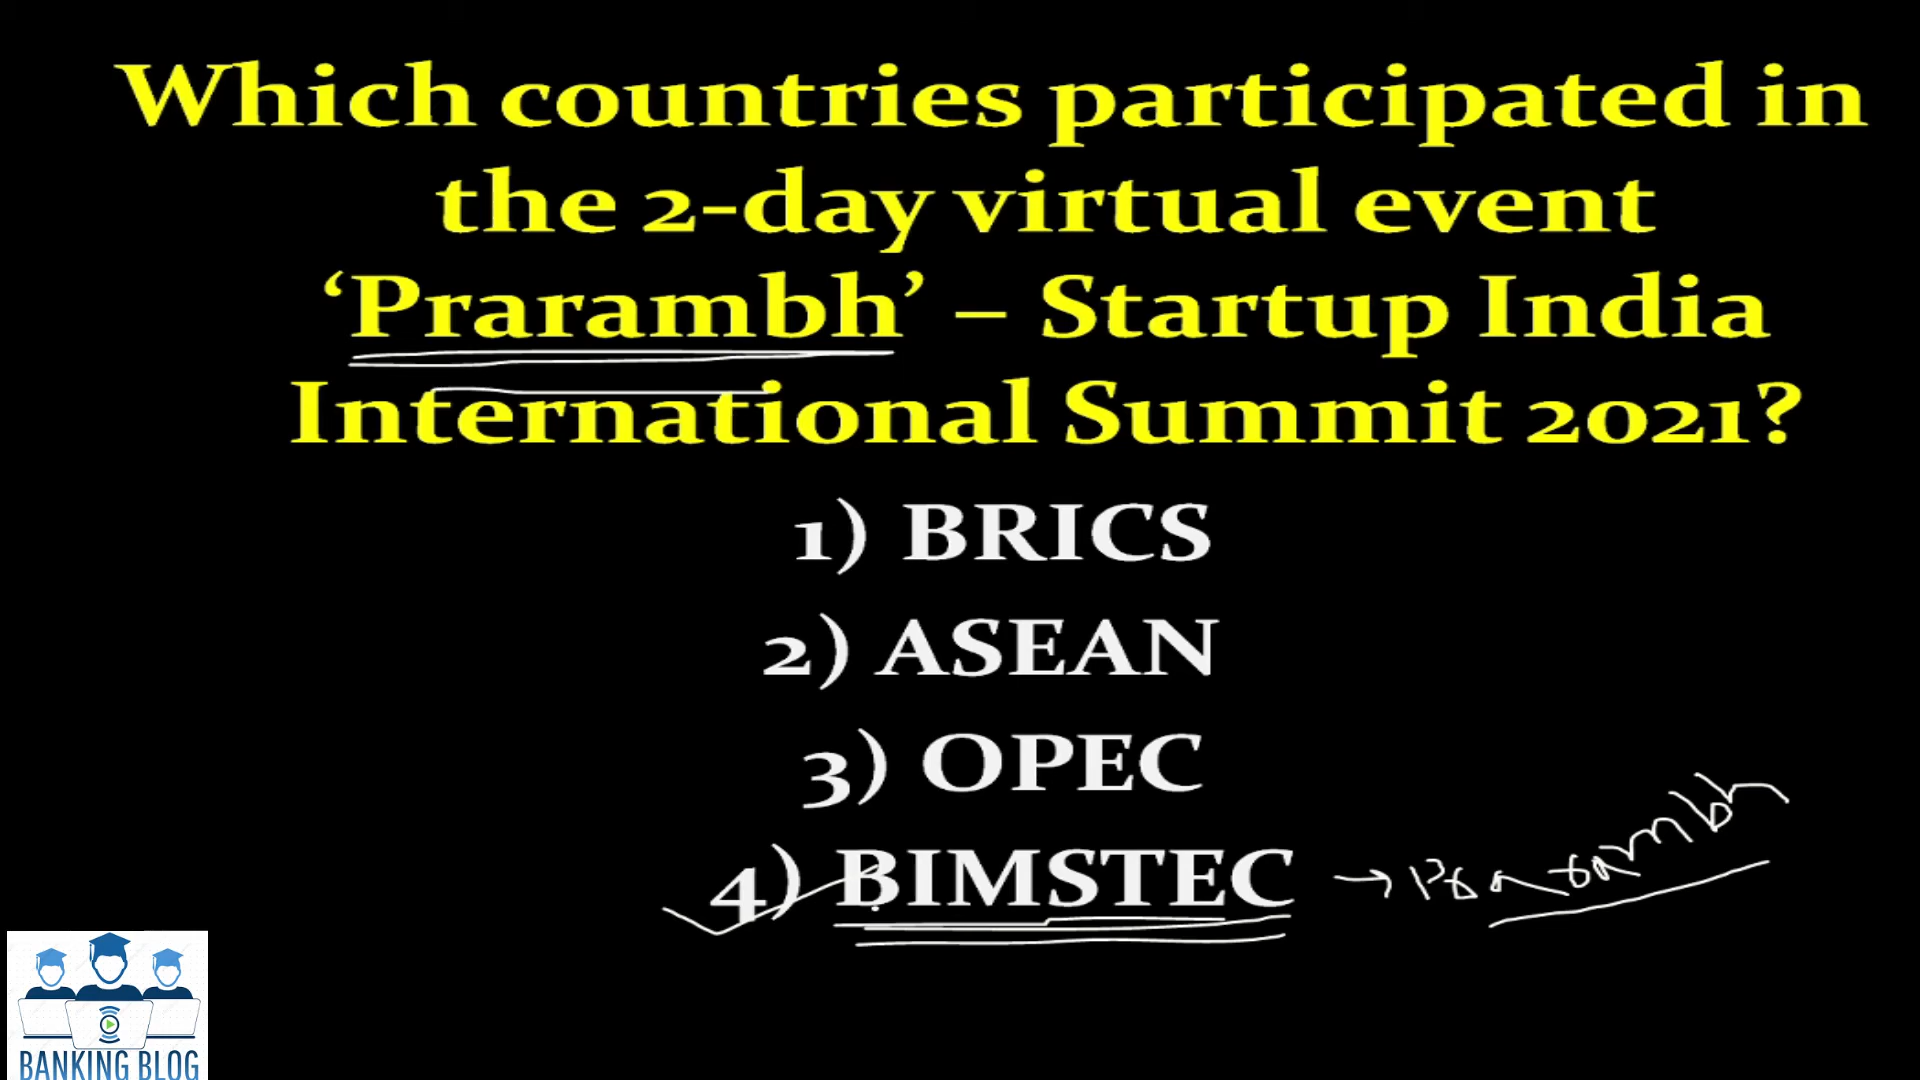 Which countries participated in
the 2-day virtual event
‘Prarambh’ – Startup India
International Summit 2021?
1) BRICS
2) ASEAN
3) OPEC
4) BIMSTEC → Prarambh
BANKING BLOG